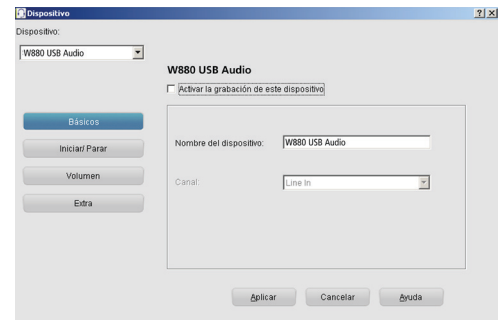 Dispositivo
Dispositivo:
W880 USB Audio
W880 USB Audio
Activar la grabación de este dispositivo
Básicos
Iniciar/ Parar
Volumen
Extra
Nombre del dispositivo:
W880 USB Audio
Canal:
Line In
Aplicar
Cancelar
Ayuda